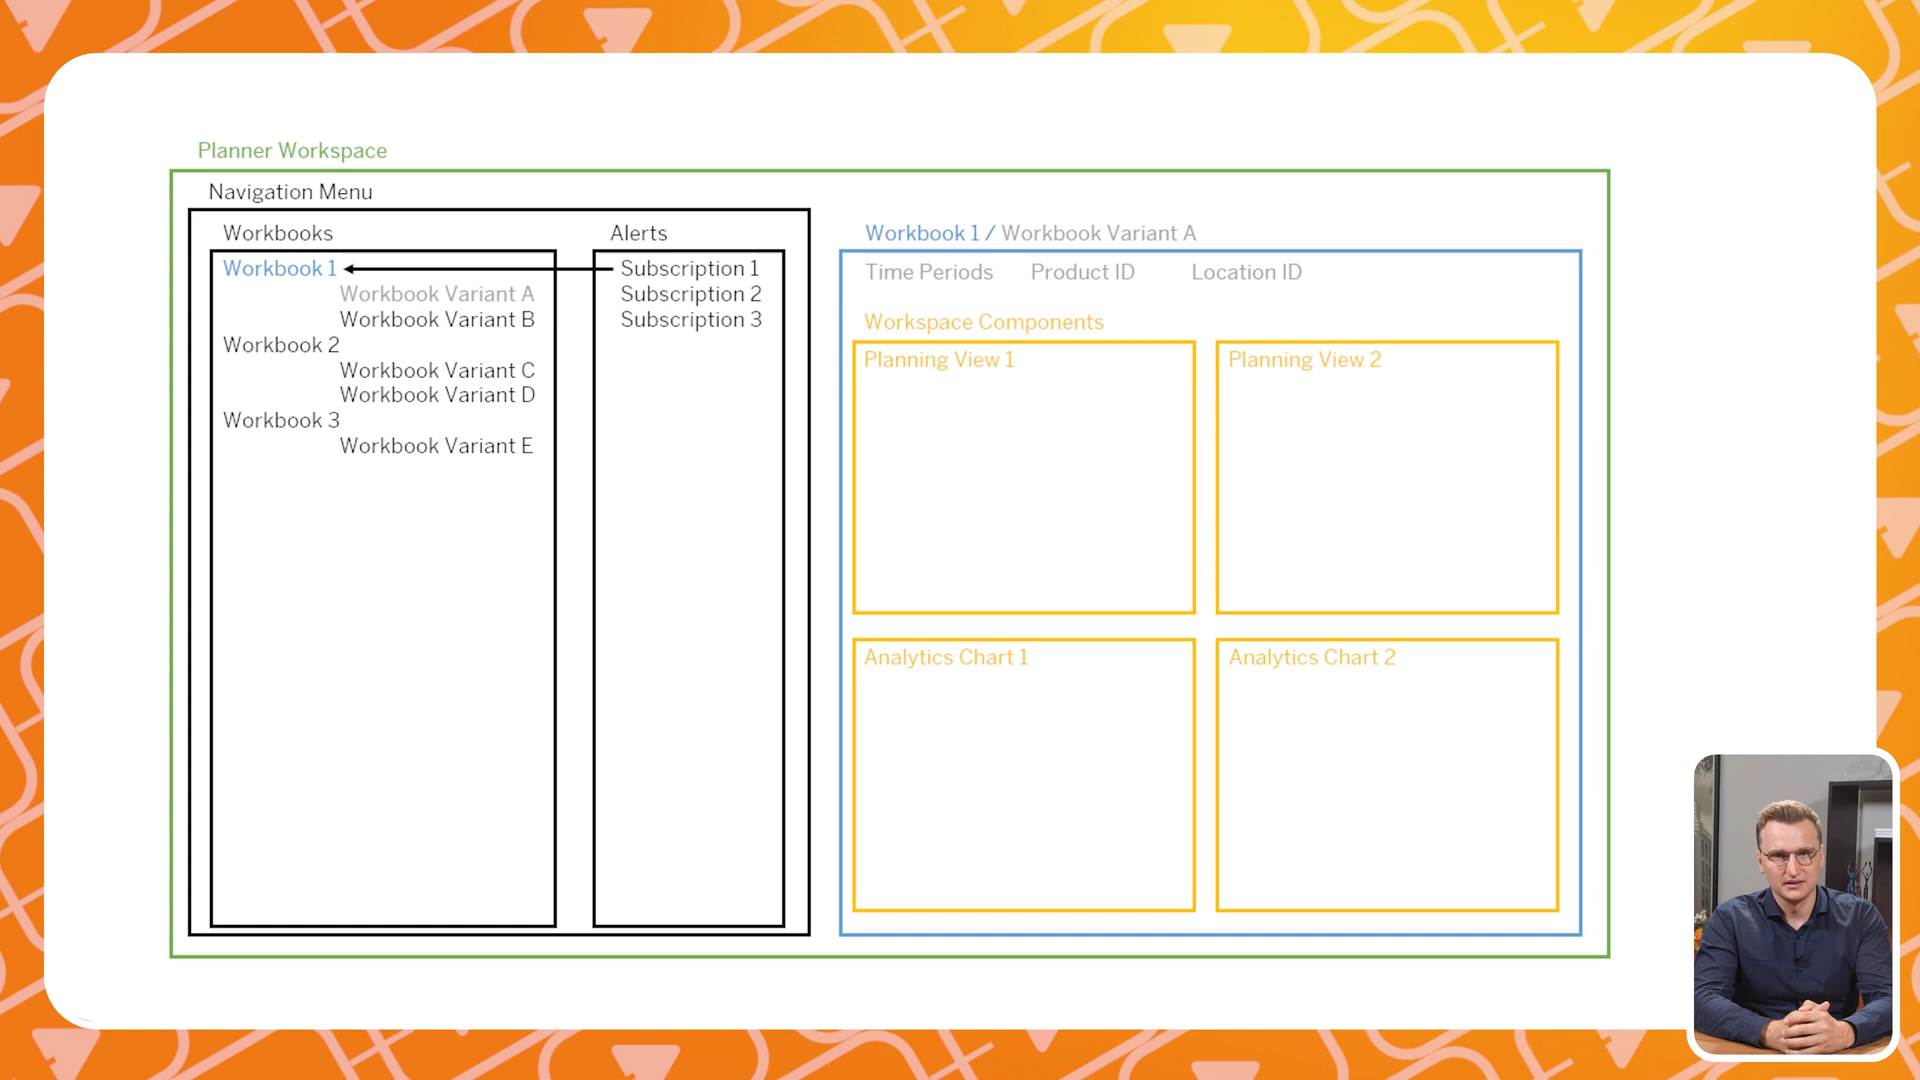 Planner Workspace
Navigation Menu
Workbooks
Workbook 1
Workbook Variant A
Workbook Variant B
Workbook 2
Workbook Variant C
Workbook Variant D
Workbook 3
Workbook Variant E
Alerts
Subscription 1
Subscription 2
Subscription 3
Workbook 1 / Workbook Variant A
Time Periods Product ID Location ID
Workspace Components
Planning View 1
Planning View 2
Analytics Chart 1
Analytics Chart 2